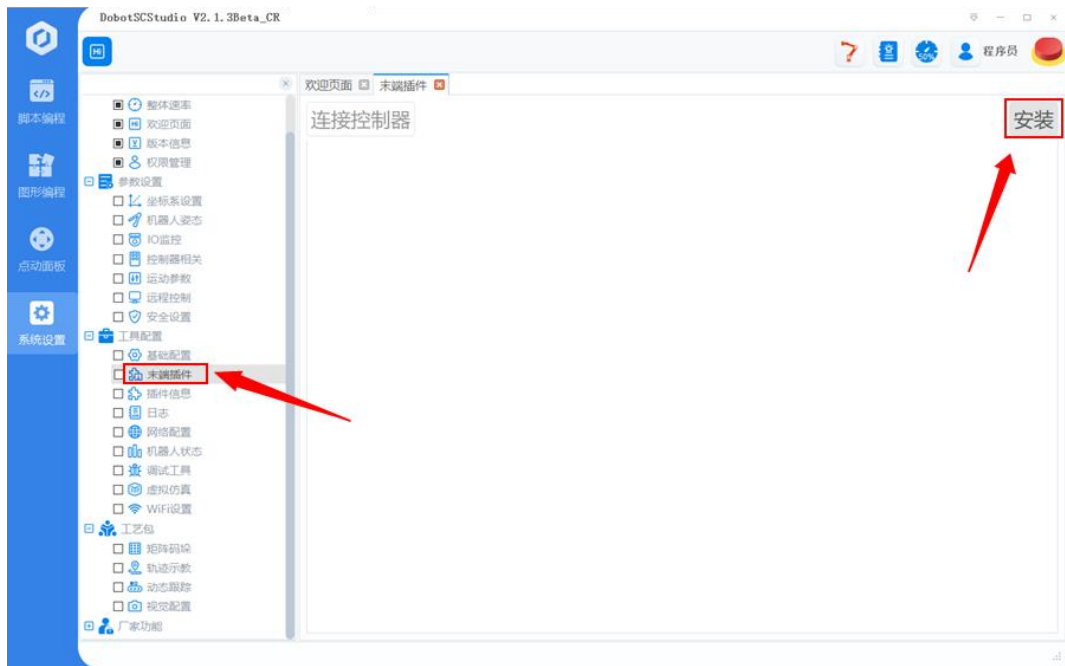 DobotSCStudio V2.1.3Beta_CR
Hi
50%
程序员
脚本编程
图形编程
点动面板
系统设置
整体速率
欢迎页面
版本信息
权限管理
参数设置
坐标系设置
机器人姿态
IO监控
控制器相关
运动参数
远程控制
安全设置
工具配置
基础配置
末端插件
插件信息
日志
网络配置
机器人状态
调试工具
虚拟仿真
WiFi设置
工艺包
矩阵码垛
轨迹示教
动态跟踪
视觉配置
厂家功能
欢迎页面 末端插件
连接控制器 安装